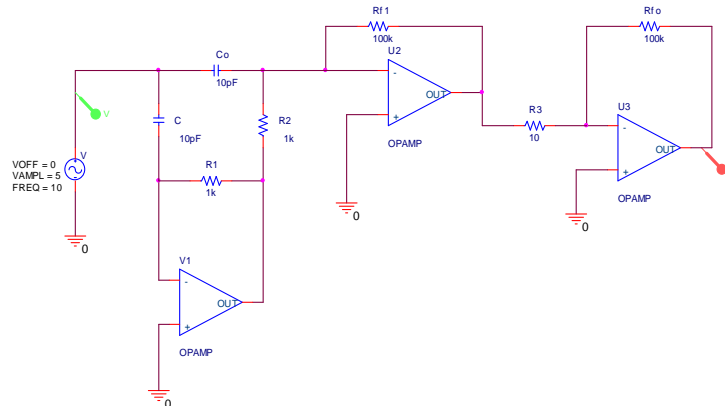 Rf1
100k
Rfo
100k
Co
10pF
U2
-
+
OUT
OPAMP
U3
-
+
OUT
OPAMP
R3
10
C
10pF
R2
1k
R1
1k
V
V
VOFF = 0
VAMPL = 5
FREQ = 10
0
0
0
V1
-
+
OUT
OPAMP
0